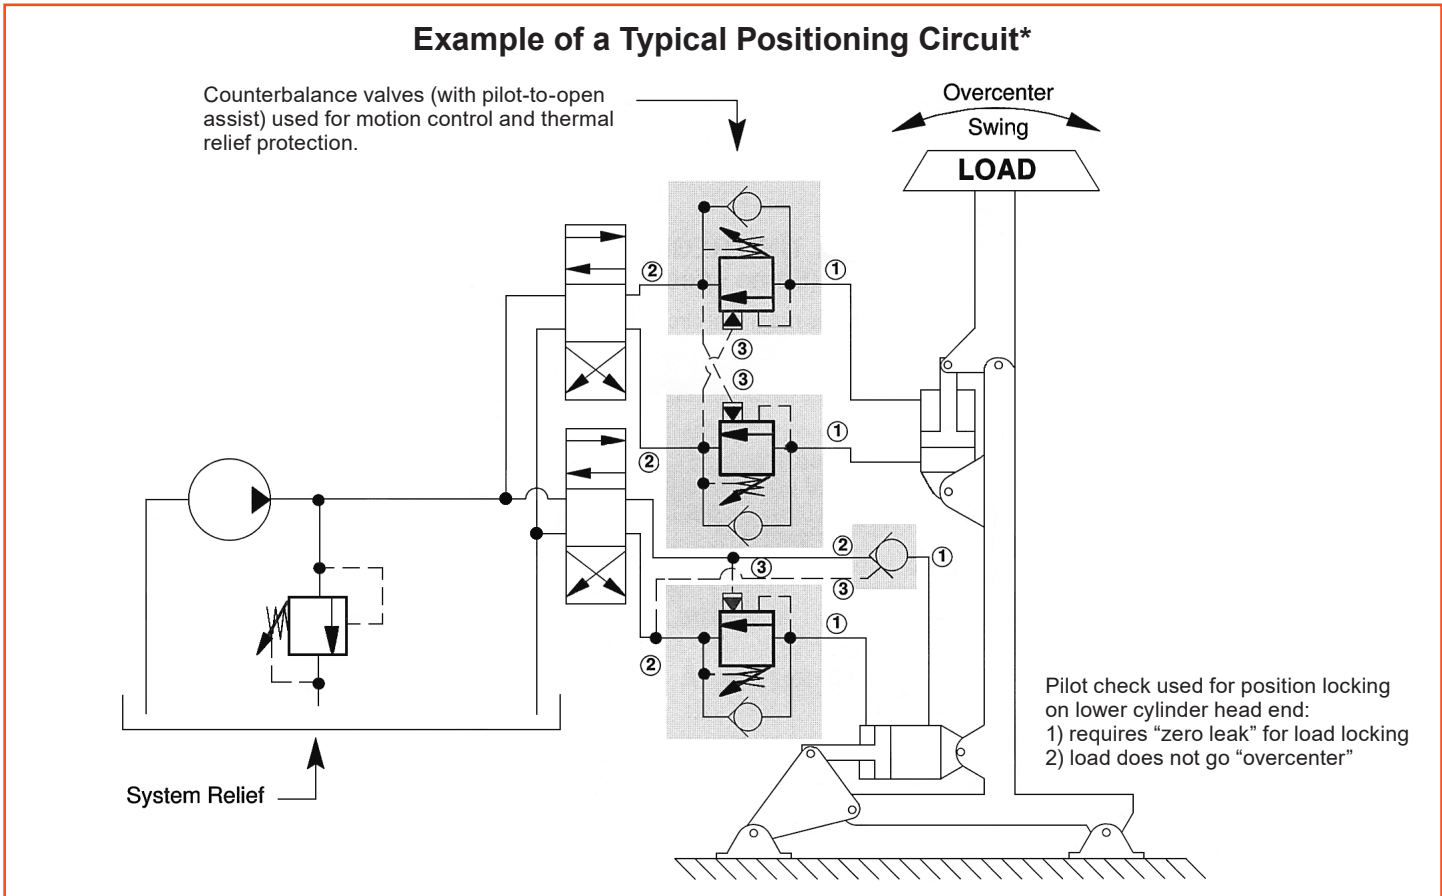 Example of a Typical Positioning Circuit*
Counterbalance valves (with pilot-to-open
assist) used for motion control and thermal
relief protection.
Overcenter
Swing
LOAD
2
1
3
3
1
2
2
1
3
3
1
2
Pilot check used for position locking
on lower cylinder head end:
1) requires “zero leak” for load locking
2) load does not go “overcenter”
System Relief